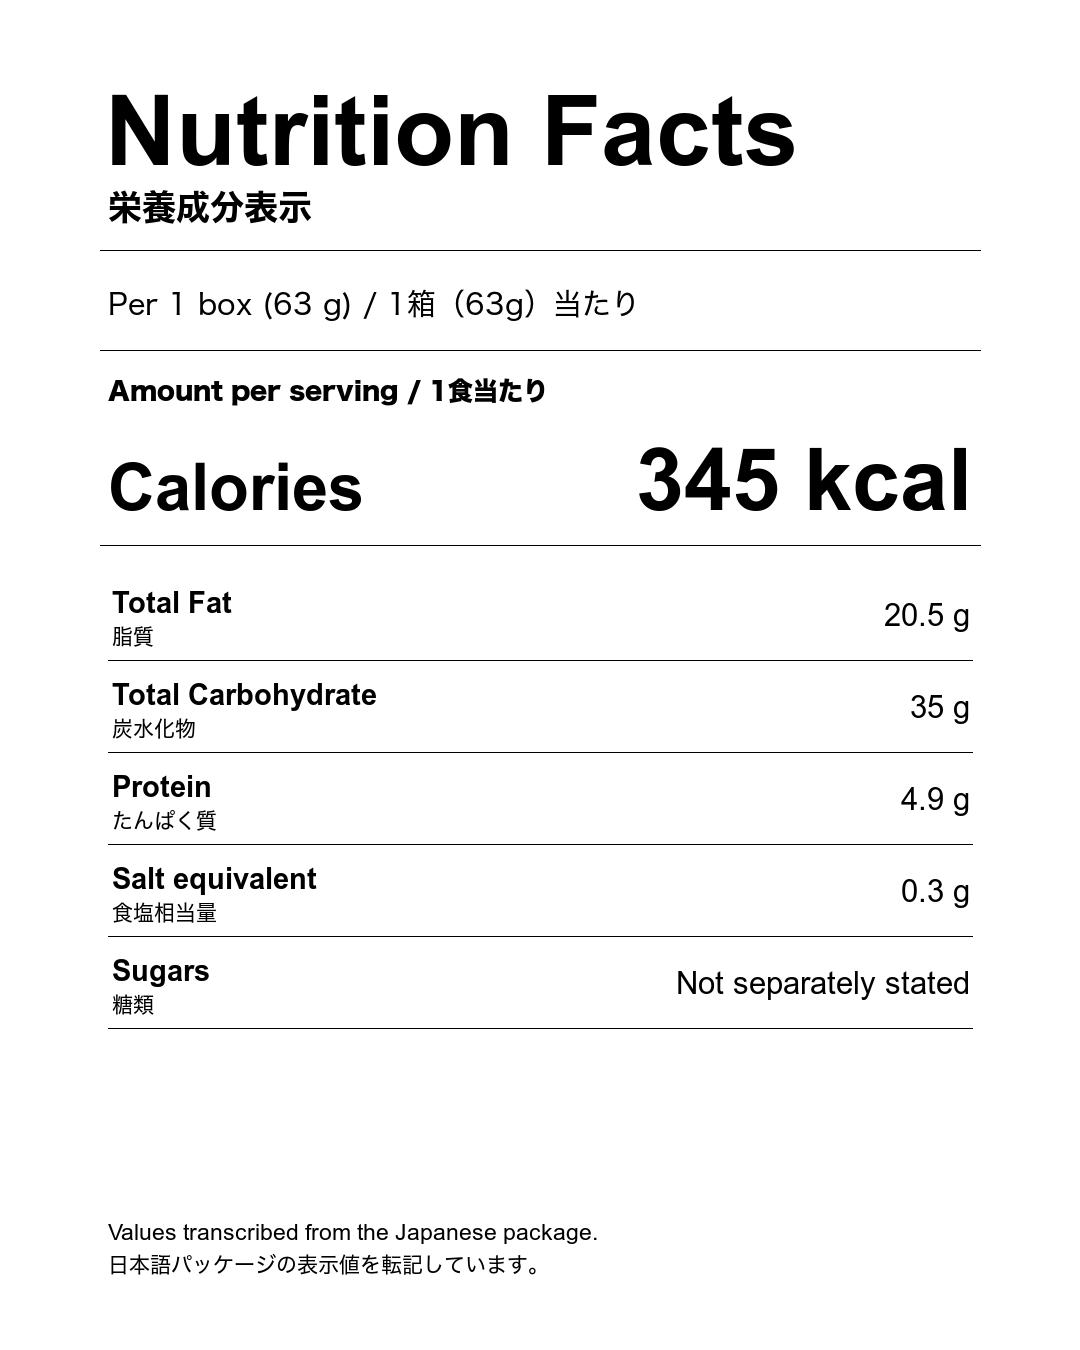 Nutrition Facts
栄養成分表示
Per 1 box (63 g) / 1箱（63g）当たり
Amount per serving / 1食当たり
Calories 345 kcal
Total Fat 20.5 g
脂質
Total Carbohydrate 35 g
炭水化物
Protein 4.9 g
たんぱく質
Salt equivalent 0.3 g
食塩相当量
Sugars Not separately stated
糖類
Values transcribed from the Japanese package.
日本語パッケージの表示値を転記しています。